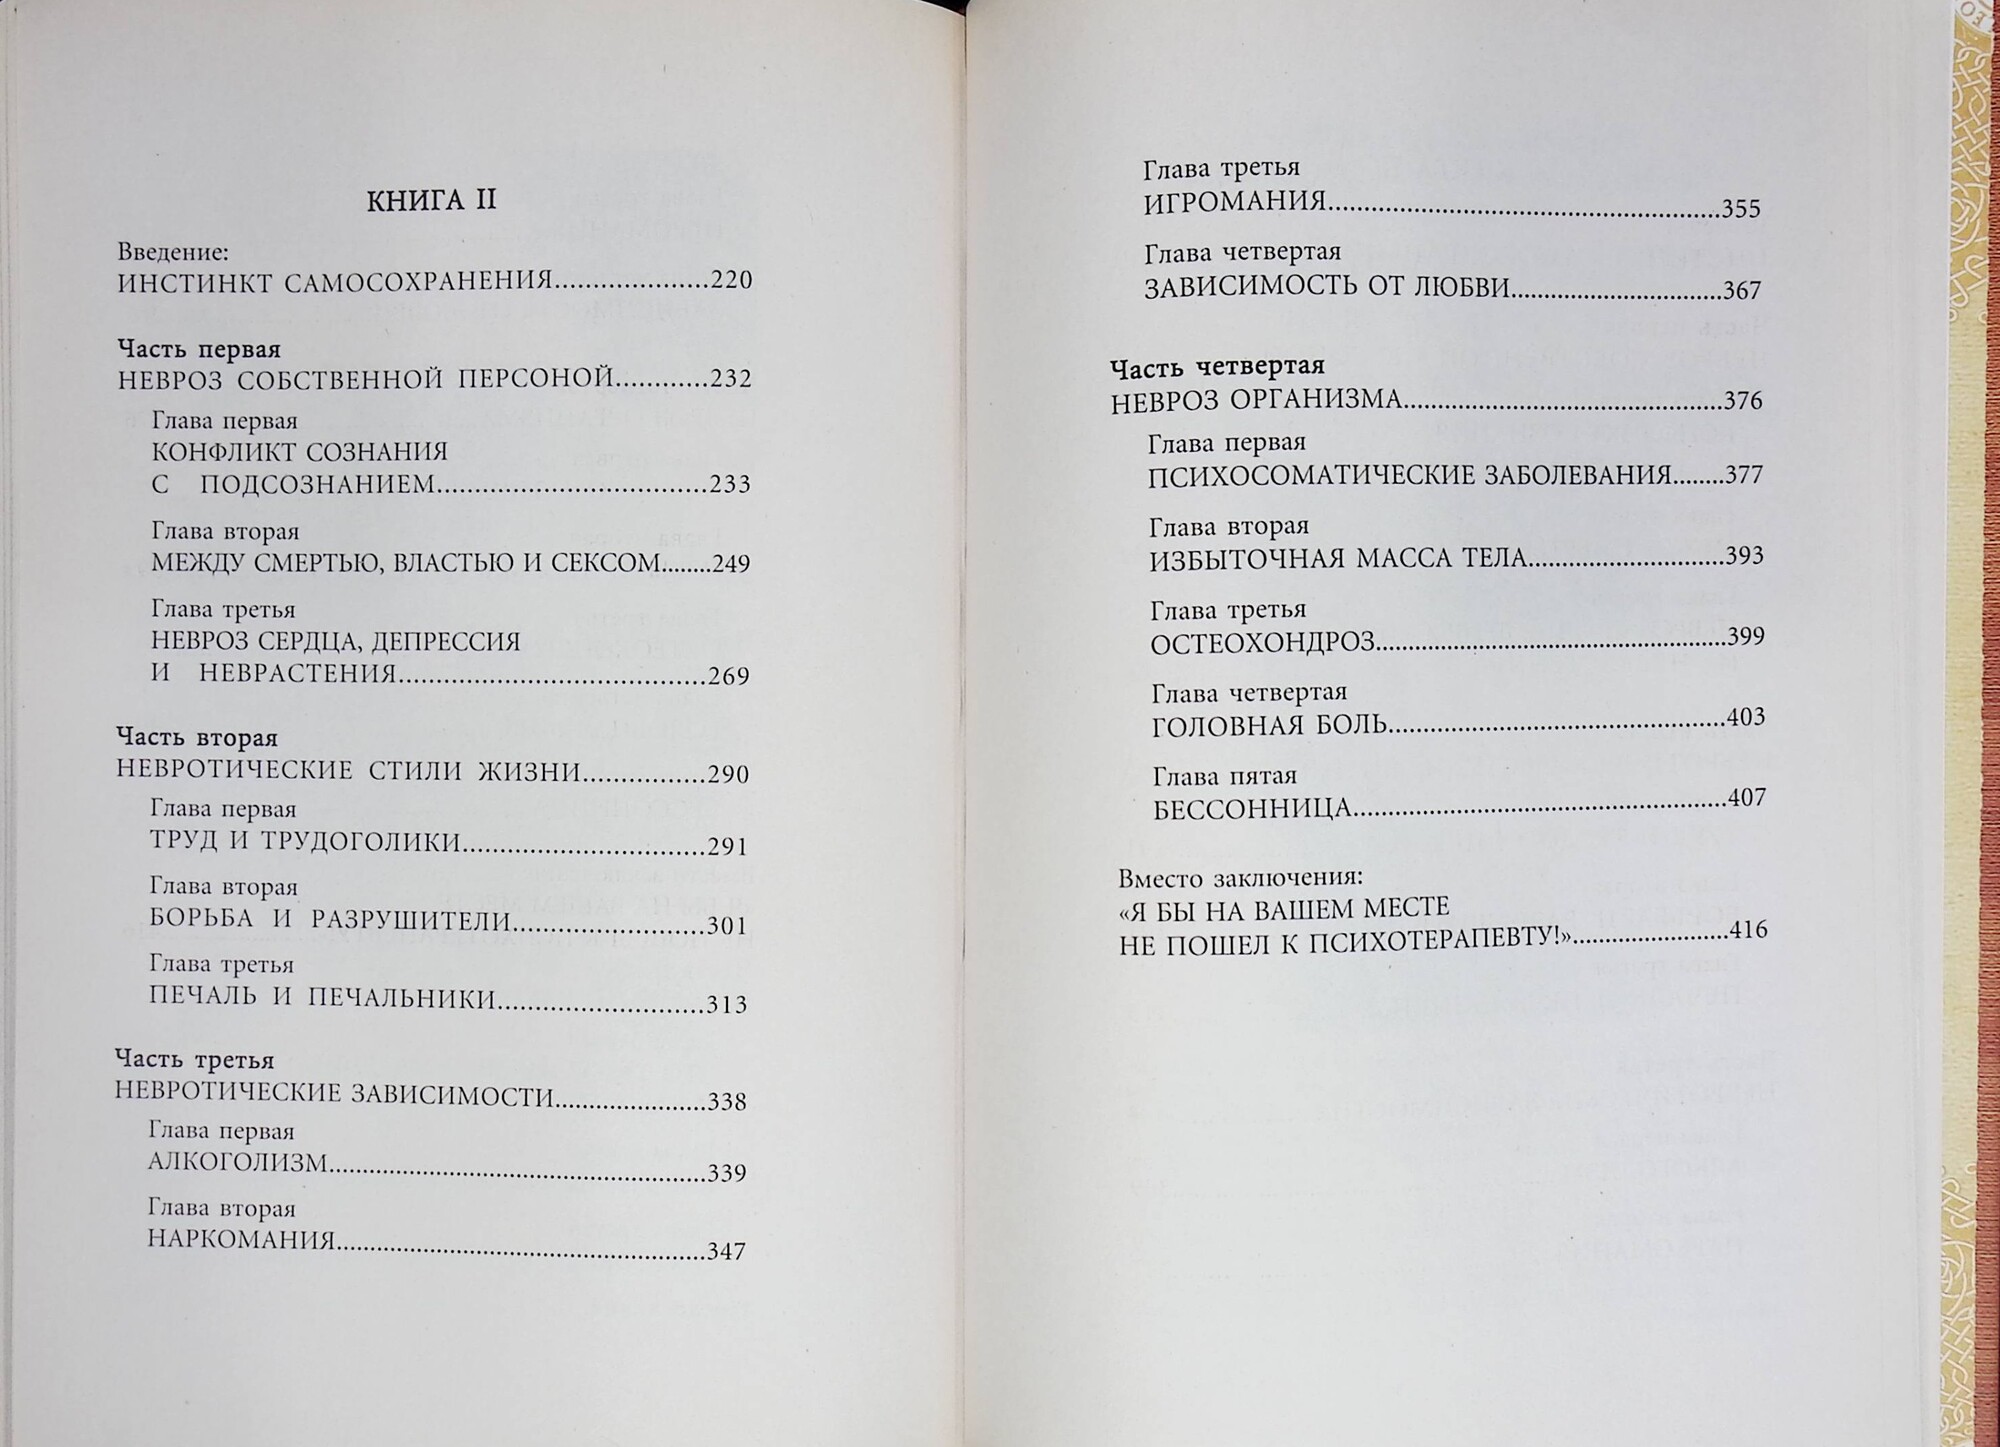 КНИГА II
Введение:
ИНСТИНКТ САМОСОХРАНЕНИЯ....................220
Часть первая
НЕВРОЗ СОБСТВЕННОЙ ПЕРСОНОЙ............232
Глава первая
КОНФЛИКТ СОЗНАНИЯ
С ПОДСОЗНАНИЕМ...................................233
Глава вторая
МЕЖДУ СМЕРТЬЮ, ВЛАСТЬЮ И СЕКСОМ.......249
Глава третья
НЕВРОЗ СЕРДЦА, ДЕПРЕССИЯ
И НЕВРАСТЕНИЯ........................................269
Часть вторая
НЕВРОТИЧЕСКИЕ СТИЛИ ЖИЗНИ................290
Глава первая
ТРУД И ТРУДОГОЛИКИ...............................291
Глава вторая
БОРЬБА И РАЗРУШИТЕЛИ.........................301
Глава третья
ПЕЧАЛЬ И ПЕЧАЛЬНИКИ...........................313
Часть третья
НЕВРОТИЧЕСКИЕ ЗАВИСИМОСТИ....................338
Глава первая
АЛКОГОЛИЗМ.................................................339
Глава вторая
НАРКОМАНИЯ................................................347
Глава третья
ИГРОМАНИЯ..................................................355
Глава четвертая
ЗАВИСИМОСТЬ ОТ ЛЮБВИ...........................367
Часть четвертая
НЕВРОЗ ОРГАНИЗМА.........................................376
Глава первая
ПСИХОСОМАТИЧЕСКИЕ ЗАБОЛЕВАНИЯ.......377
Глава вторая
ИЗБЫТОЧНАЯ МАССА ТЕЛА.........................393
Глава третья
ОСТЕОХОНДРОЗ.............................................399
Глава четвертая
ГОЛОВНАЯ БОЛЬ...........................................403
Глава пятая
БЕССОННИЦА................................................407
Вместо заключения:
«Я БЫ НА ВАШЕМ МЕСТЕ
НЕ ПОШЕЛ К ПСИХОТЕРАПЕВТУ!»....................416